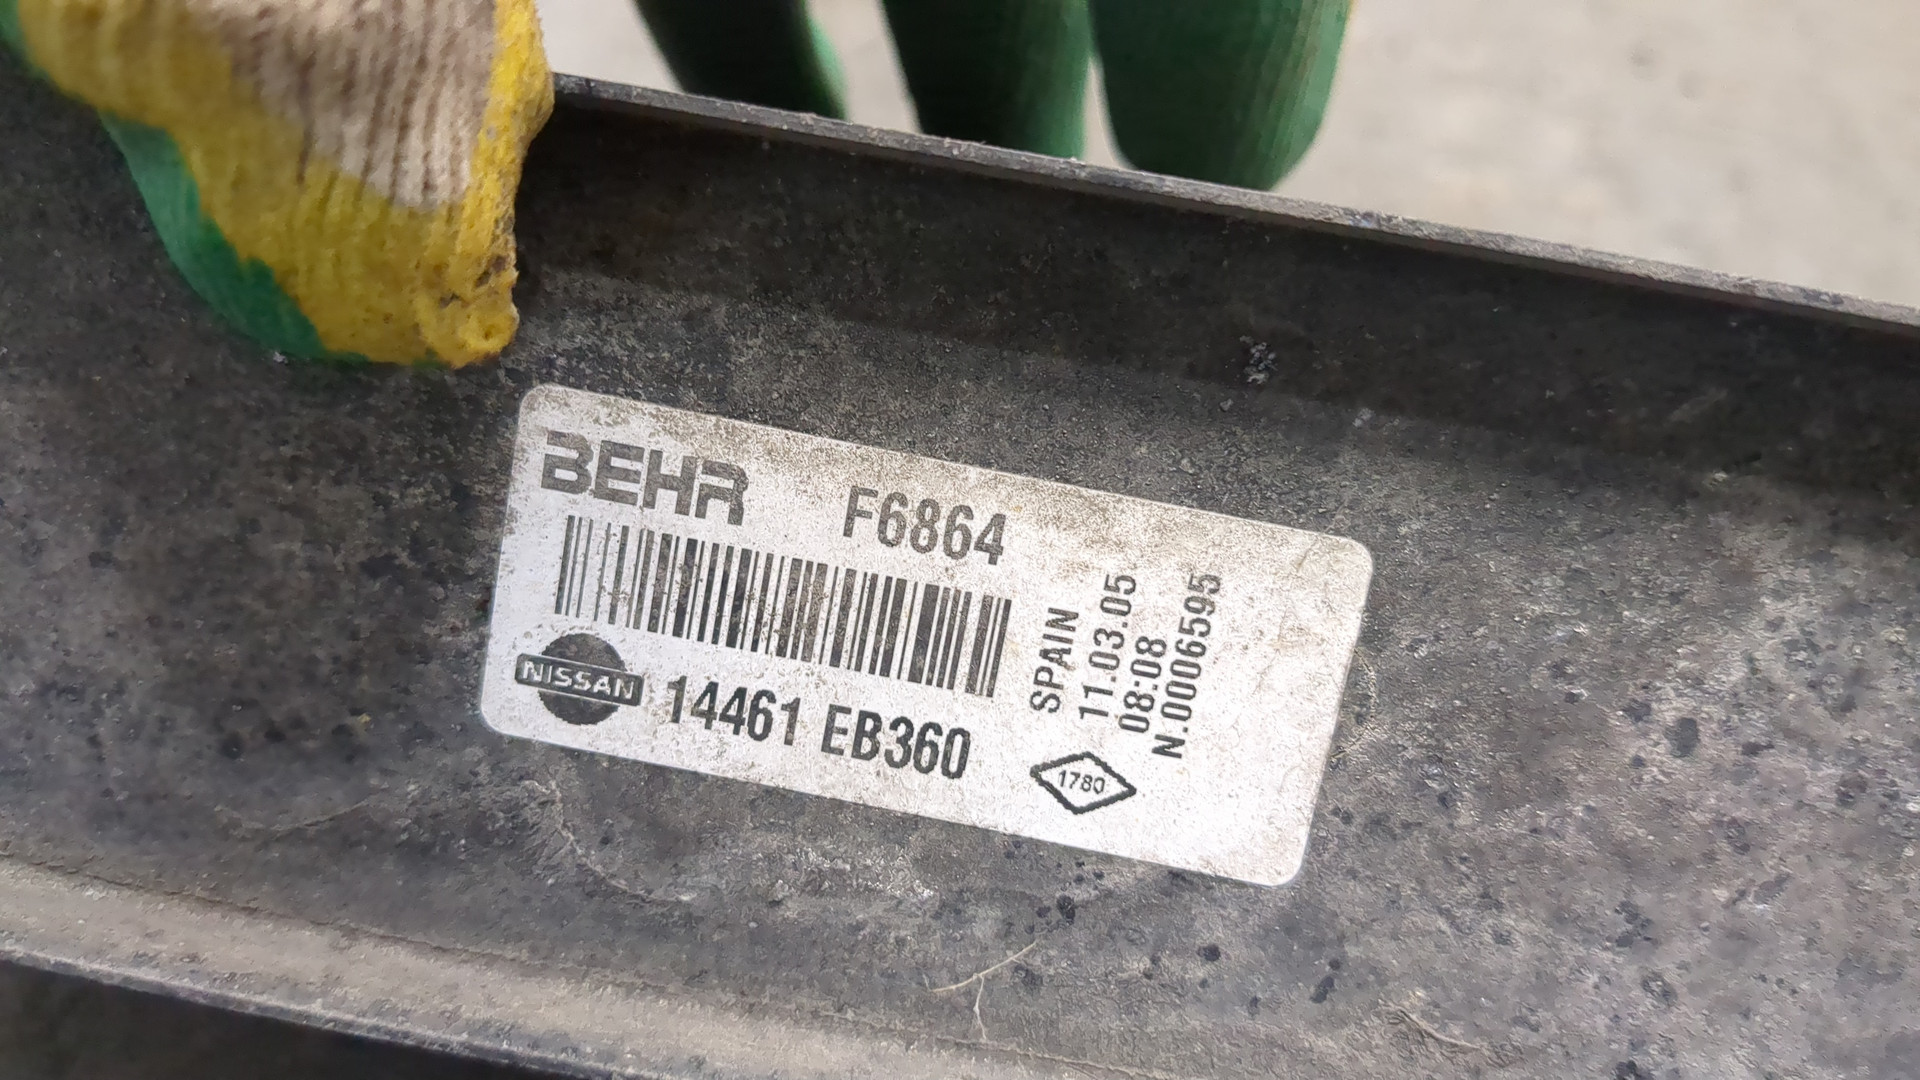 BEHR F6864
NISSAN 14461 EB360
SPAIN
11.03.05
08:08
N.0006595
1780